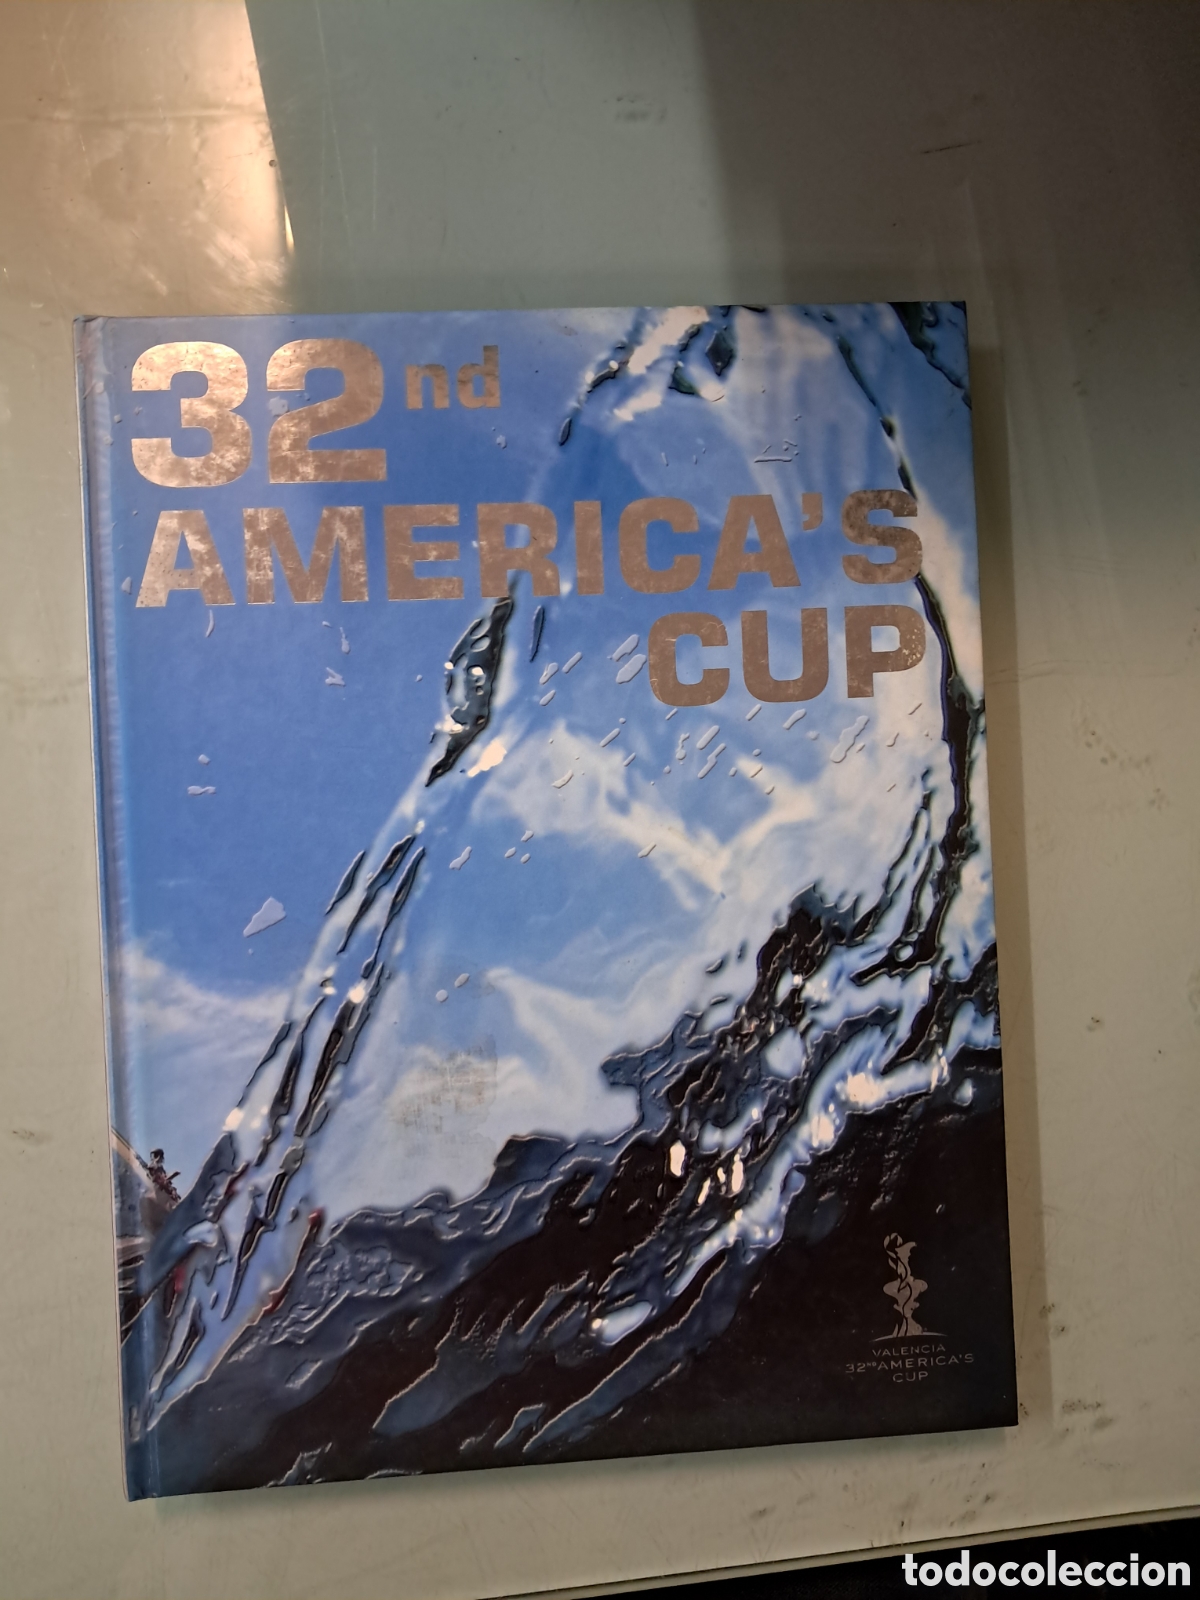 32nd
AMERICA'S
CUP
VALENCIA
32ND AMERICA'S
CUP
todocoleccion